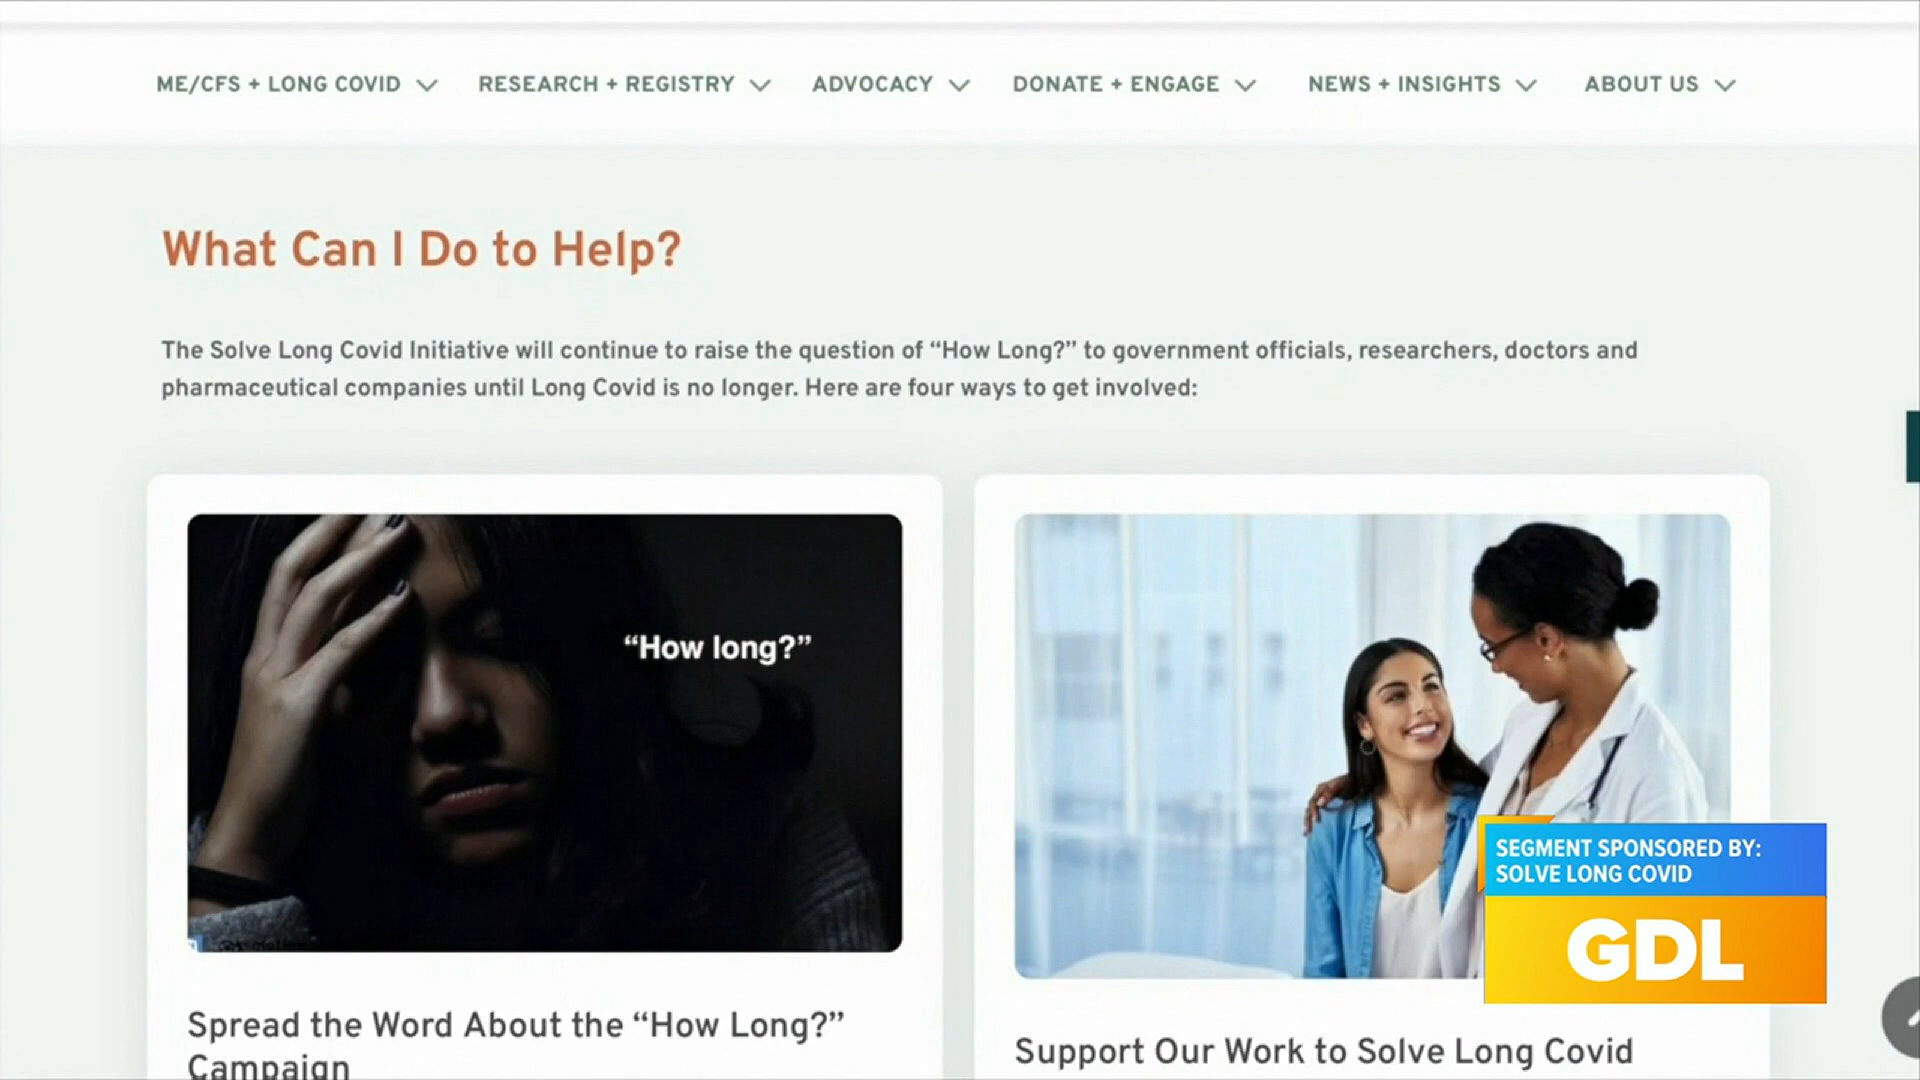 ME/CFS + LONG COVID RESEARCH + REGISTRY ADVOCACY DONATE + ENGAGE NEWS + INSIGHTS ABOUT US
What Can I Do to Help?
The Solve Long Covid Initiative will continue to raise the question of “How Long?” to government officials, researchers, doctors and
pharmaceutical companies until Long Covid is no longer. Here are four ways to get involved:
“How long?”
Spread the Word About the “How Long?”
Campaign
Support Our Work to Solve Long Covid
SEGMENT SPONSORED BY:
SOLVE LONG COVID
GDL